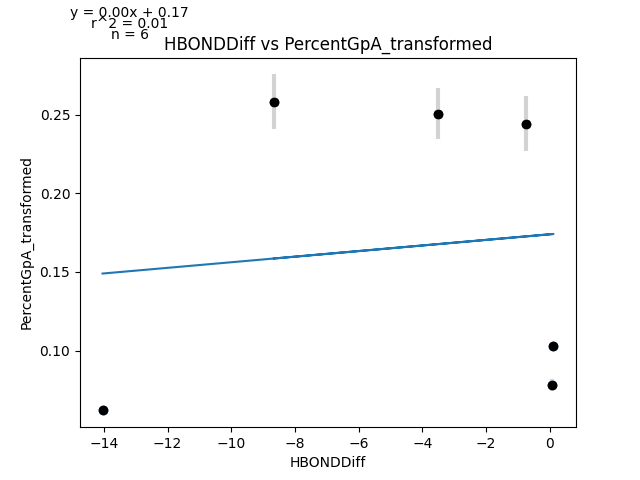 y = 0.00x + 0.17
r^2 = 0.01
n = 6
HBONDDiff vs PercentGpA_transformed
PercentGpA_transformed
0.25
0.20
0.15
0.10
−14
−12
−10
−8
−6
−4
−2
0
HBONDDiff